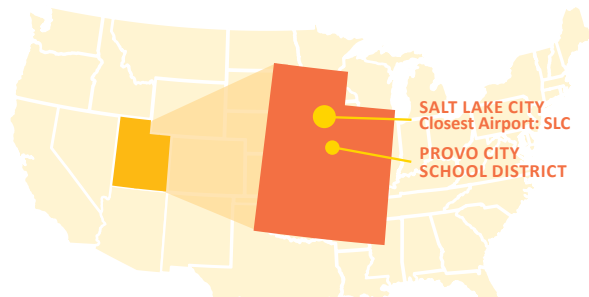 SALT LAKE CITY
Closest Airport: SLC
PROVO CITY
SCHOOL DISTRICT